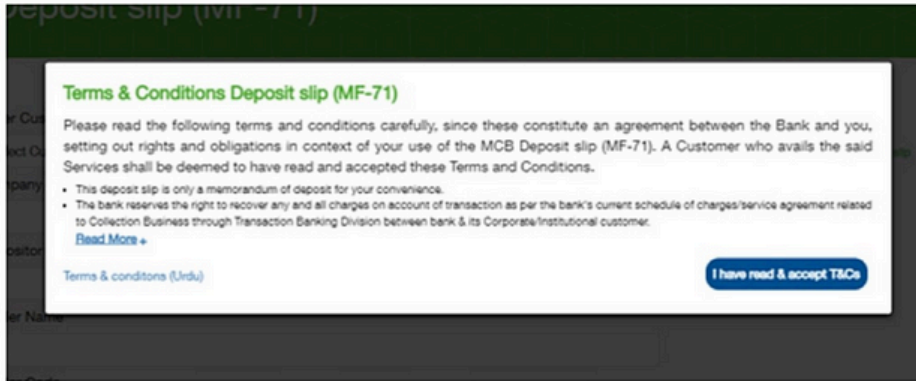 Deposit slip (MF-71)
Terms & Conditions Deposit slip (MF-71)
Please read the following terms and conditions carefully, since these constitute an agreement between the Bank and you,
setting out rights and obligations in context of your use of the MCB Deposit slip (MF-71). A Customer who avails the said
Services shall be deemed to have read and accepted these Terms and Conditions.
• This deposit slip is only a memorandum of deposit for your convenience.
• The bank reserves the right to recover any and all charges on account of transaction as per the bank's current schedule of charges/service agreement related
to Collection Business through Transaction Banking Division between bank & its Corporate/Institutional customer.
Read More +
Terms & conditons (Urdu)
I have read & accept T&Cs
Name